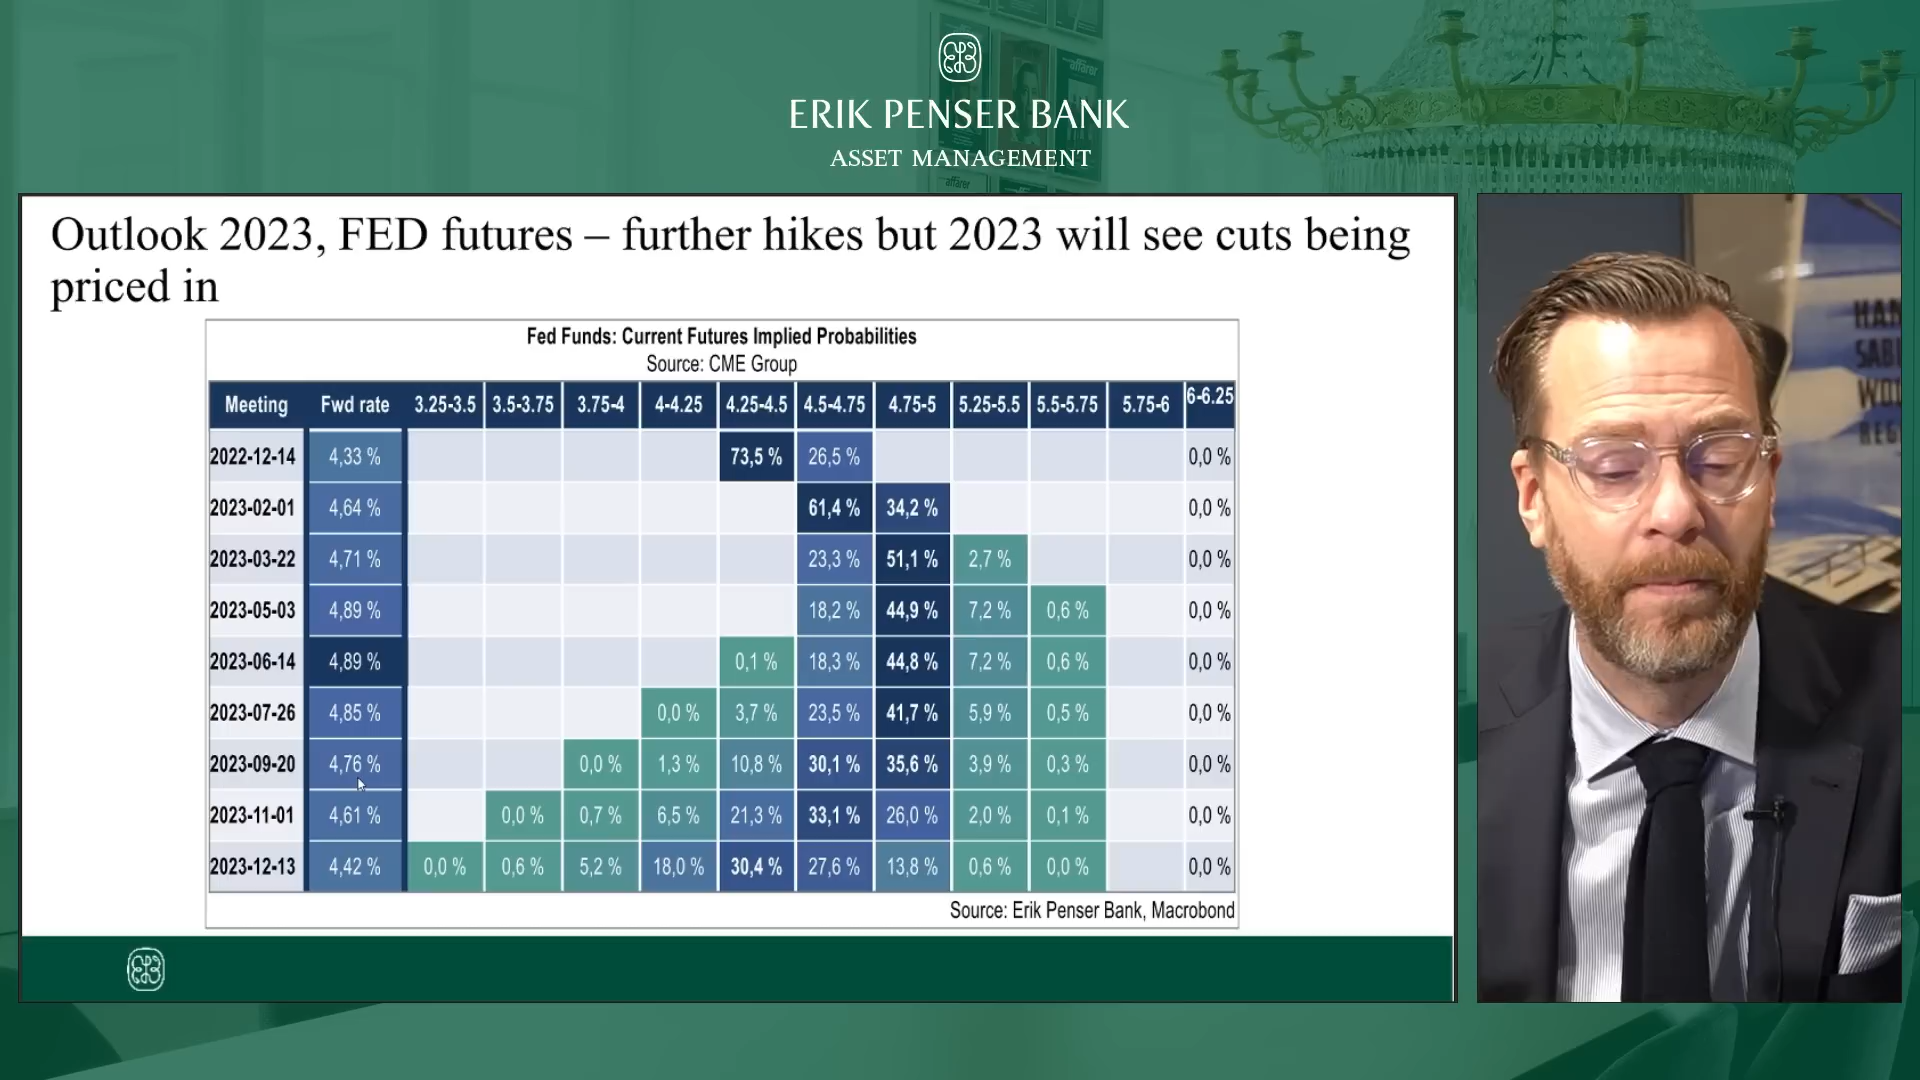 affärer
ERIK PENSER BANK
ASSET MANAGEMENT
affärer
Outlook 2023, FED futures – further hikes but 2023 will see cuts being
priced in
Fed Funds: Current Futures Implied Probabilities
Source: CME Group
Meeting Fwd rate 3.25-3.5 3.5-3.75 3.75-4 4-4.25 4.25-4.5 4.5-4.75 4.75-5 5.25-5.5 5.5-5.75 5.75-6 6-6.25
2022-12-14 4,33 % 73,5 % 26,5 % 0,0 %
2023-02-01 4,64 % 61,4 % 34,2 % 0,0 %
2023-03-22 4,71 % 23,3 % 51,1 % 2,7 % 0,0 %
2023-05-03 4,89 % 18,2 % 44,9 % 7,2 % 0,6 % 0,0 %
2023-06-14 4,89 % 0,1 % 18,3 % 44,8 % 7,2 % 0,6 % 0,0 %
2023-07-26 4,85 % 0,0 % 3,7 % 23,5 % 41,7 % 5,9 % 0,5 % 0,0 %
2023-09-20 4,76 % 0,0 % 1,3 % 10,8 % 30,1 % 35,6 % 3,9 % 0,3 % 0,0 %
2023-11-01 4,61 % 0,0 % 0,7 % 6,5 % 21,3 % 33,1 % 26,0 % 2,0 % 0,1 % 0,0 %
2023-12-13 4,42 % 0,0 % 0,6 % 5,2 % 18,0 % 30,4 % 27,6 % 13,8 % 0,6 % 0,0 % 0,0 %
Source: Erik Penser Bank, Macrobond
HAN
SABI
WO
REG